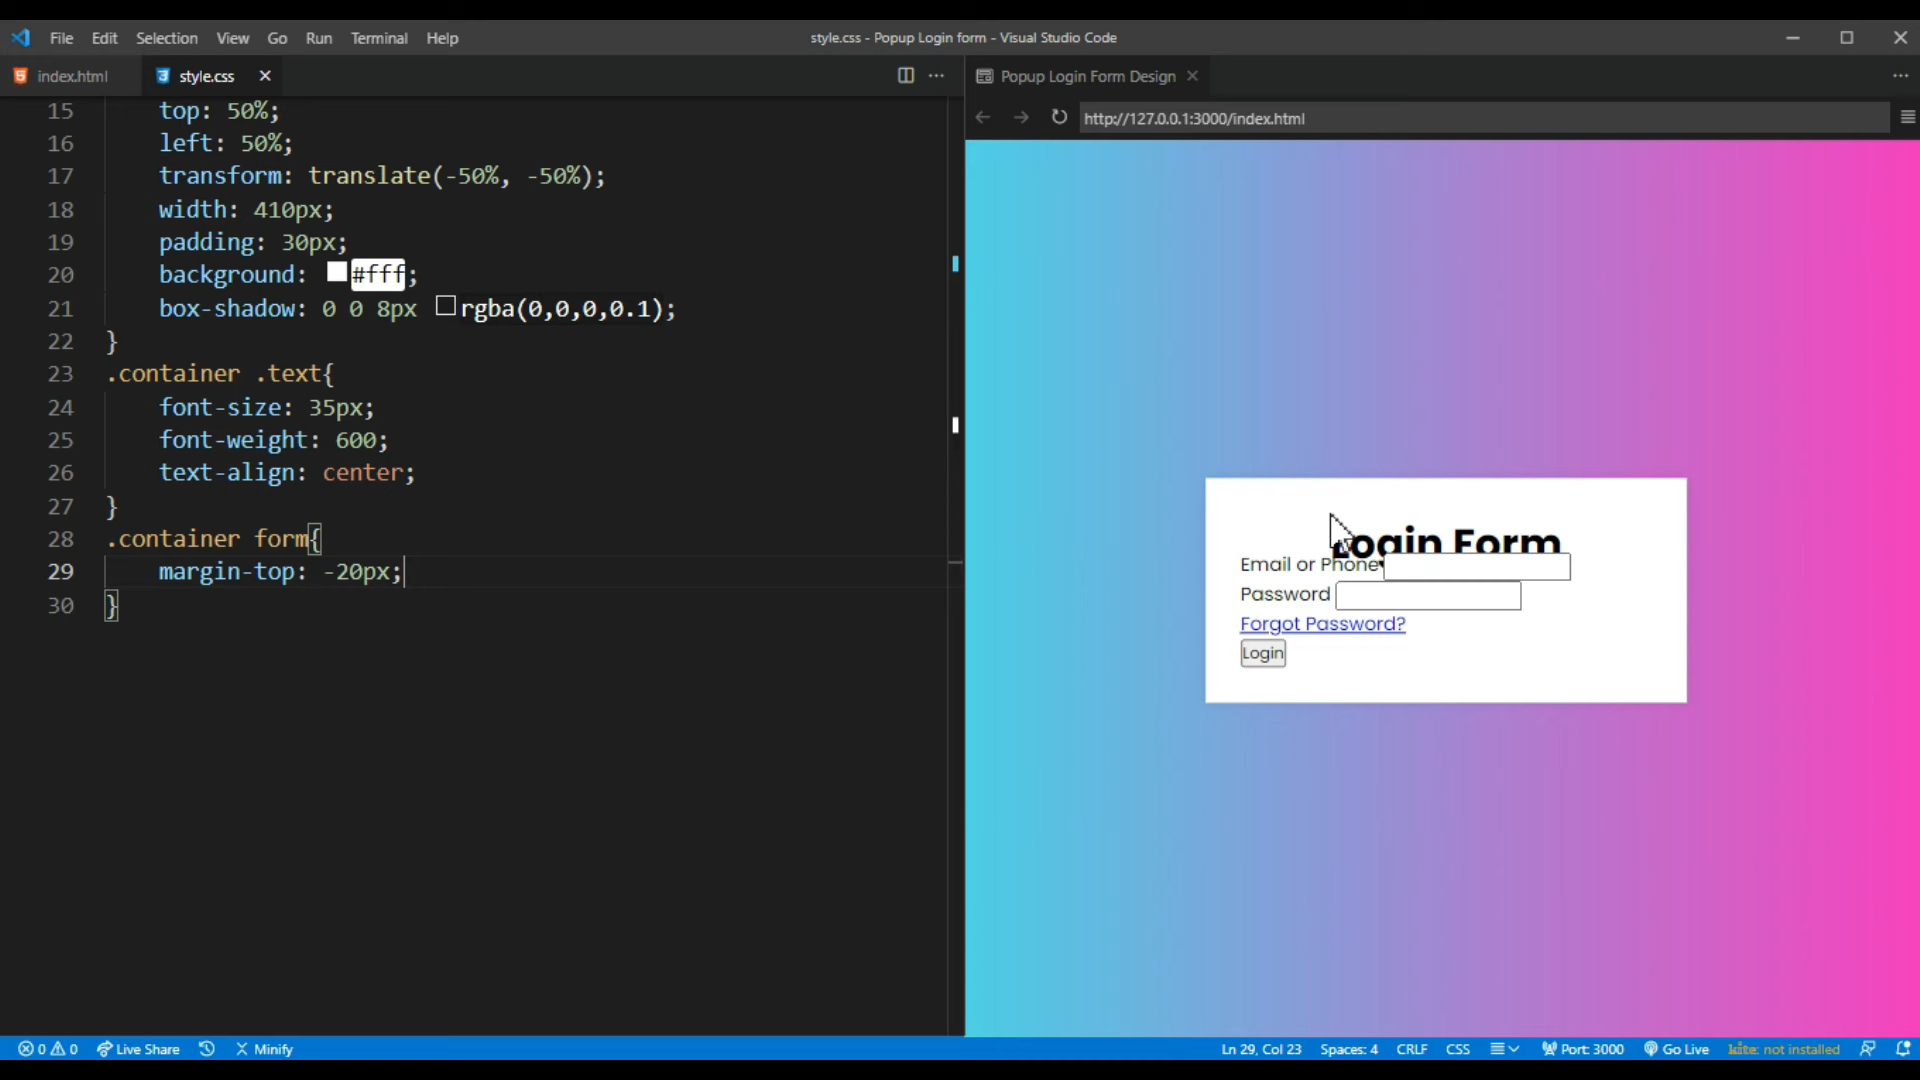 File Edit Selection View Go Run Terminal Help
style.css - Popup Login form - Visual Studio Code
index.html
style.css
15 top: 50%;
16 left: 50%;
17 transform: translate(-50%, -50%);
18 width: 410px;
19 padding: 30px;
20 background: #fff;
21 box-shadow: 0 0 8px rgba(0,0,0,0.1);
22 }
23 .container .text{
24 font-size: 35px;
25 font-weight: 600;
26 text-align: center;
27 }
28 .container form{
29 margin-top: -20px;
30 }
Popup Login Form Design
http://127.0.0.1:3000/index.html
Login Form
Email or Phone
Password
Forgot Password?
Login
0 0 Live Share Minify
Ln 29, Col 23 Spaces: 4 CRLF CSS Port: 3000 Go Live kite: not installed